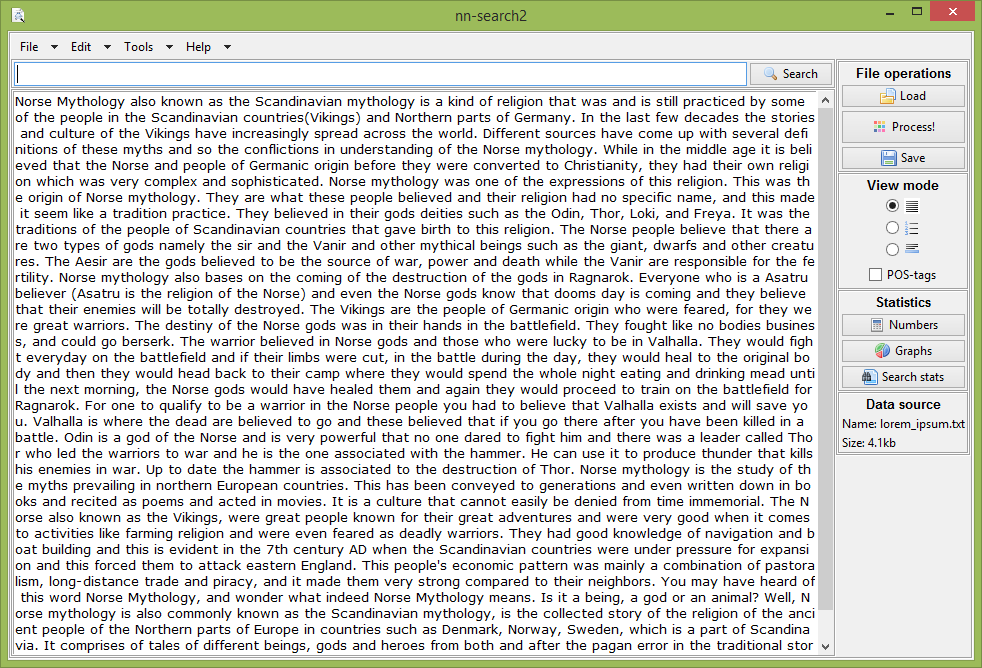 nn-search2
File Edit Tools Help
Search
Norse Mythology also known as the Scandinavian mythology is a kind of religion that was and is still practiced by some
of the people in the Scandinavian countries(Vikings) and Northern parts of Germany. In the last few decades the stories
and culture of the Vikings have increasingly spread across the world. Different sources have come up with several defi
nitions of these myths and so the conflictions in understanding of the Norse mythology. While in the middle age it is beli
eved that the Norse and people of Germanic origin before they were converted to Christianity, they had their own religi
on which was very complex and sophisticated. Norse mythology was one of the expressions of this religion. This was th
e origin of Norse mythology. They are what these people believed and their religion had no specific name, and this made
it seem like a tradition practice. They believed in their gods deities such as the Odin, Thor, Loki, and Freya. It was the
traditions of the people of Scandinavian countries that gave birth to this religion. The Norse people believe that there a
re two types of gods namely the sir and the Vanir and other mythical beings such as the giant, dwarfs and other creatu
res. The Aesir are the gods believed to be the source of war, power and death while the Vanir are responsible for the fe
rtility. Norse mythology also bases on the coming of the destruction of the gods in Ragnarok. Everyone who is a Asatru
believer (Asatru is the religion of the Norse) and even the Norse gods know that dooms day is coming and they believe
that their enemies will be totally destroyed. The Vikings are the people of Germanic origin who were feared, for they we
re great warriors. The destiny of the Norse gods was in their hands in the battlefield. They fought like no bodies busines
s, and could go berserk. The warrior believed in Norse gods and those who were lucky to be in Valhalla. They would figh
t everyday on the battlefield and if their limbs were cut, in the battle during the day, they would heal to the original bo
dy and then they would head back to their camp where they would spend the whole night eating and drinking mead unti
l the next morning, the Norse gods would have healed them and again they would proceed to train on the battlefield for
Ragnarok. For one to qualify to be a warrior in the Norse people you had to believe that Valhalla exists and will save yo
u. Valhalla is where the dead are believed to go and these believed that if you go there after you have been killed in a
battle. Odin is a god of the Norse and is very powerful that no one dared to fight him and there was a leader called Tho
r who led the warriors to war and he is the one associated with the hammer. He can use it to produce thunder that kills
his enemies in war. Up to date the hammer is associated to the destruction of Thor. Norse mythology is the study of th
e myths prevailing in northern European countries. This has been conveyed to generations and even written down in bo
oks and recited as poems and acted in movies. It is a culture that cannot easily be denied from time immemorial. The N
orse also known as the Vikings, were great people known for their great adventures and were very good when it comes
to activities like farming religion and were even feared as deadly warriors. They had good knowledge of navigation and b
oat building and this is evident in the 7th century AD when the Scandinavian countries were under pressure for expansi
on and this forced them to attack eastern England. This people's economic pattern was mainly a combination of pastora
lism, long-distance trade and piracy, and it made them very strong compared to their neighbors. You may have heard of
this word Norse Mythology, and wonder what indeed Norse Mythology means. Is it a being, a god or an animal? Well, N
orse mythology is also commonly known as the Scandinavian mythology, is the collected story of the religion of the anci
ent people of the Northern parts of Europe in countries such as Denmark, Norway, Sweden, which is a part of Scandina
via. It comprises of tales of different beings, gods and heroes from both and after the pagan error in the traditional stor
File operations
Load
Process!
Save
View mode
POS-tags
Statistics
Numbers
Graphs
Search stats
Data source
Name: lorem_ipsum.txt
Size: 4.1kb